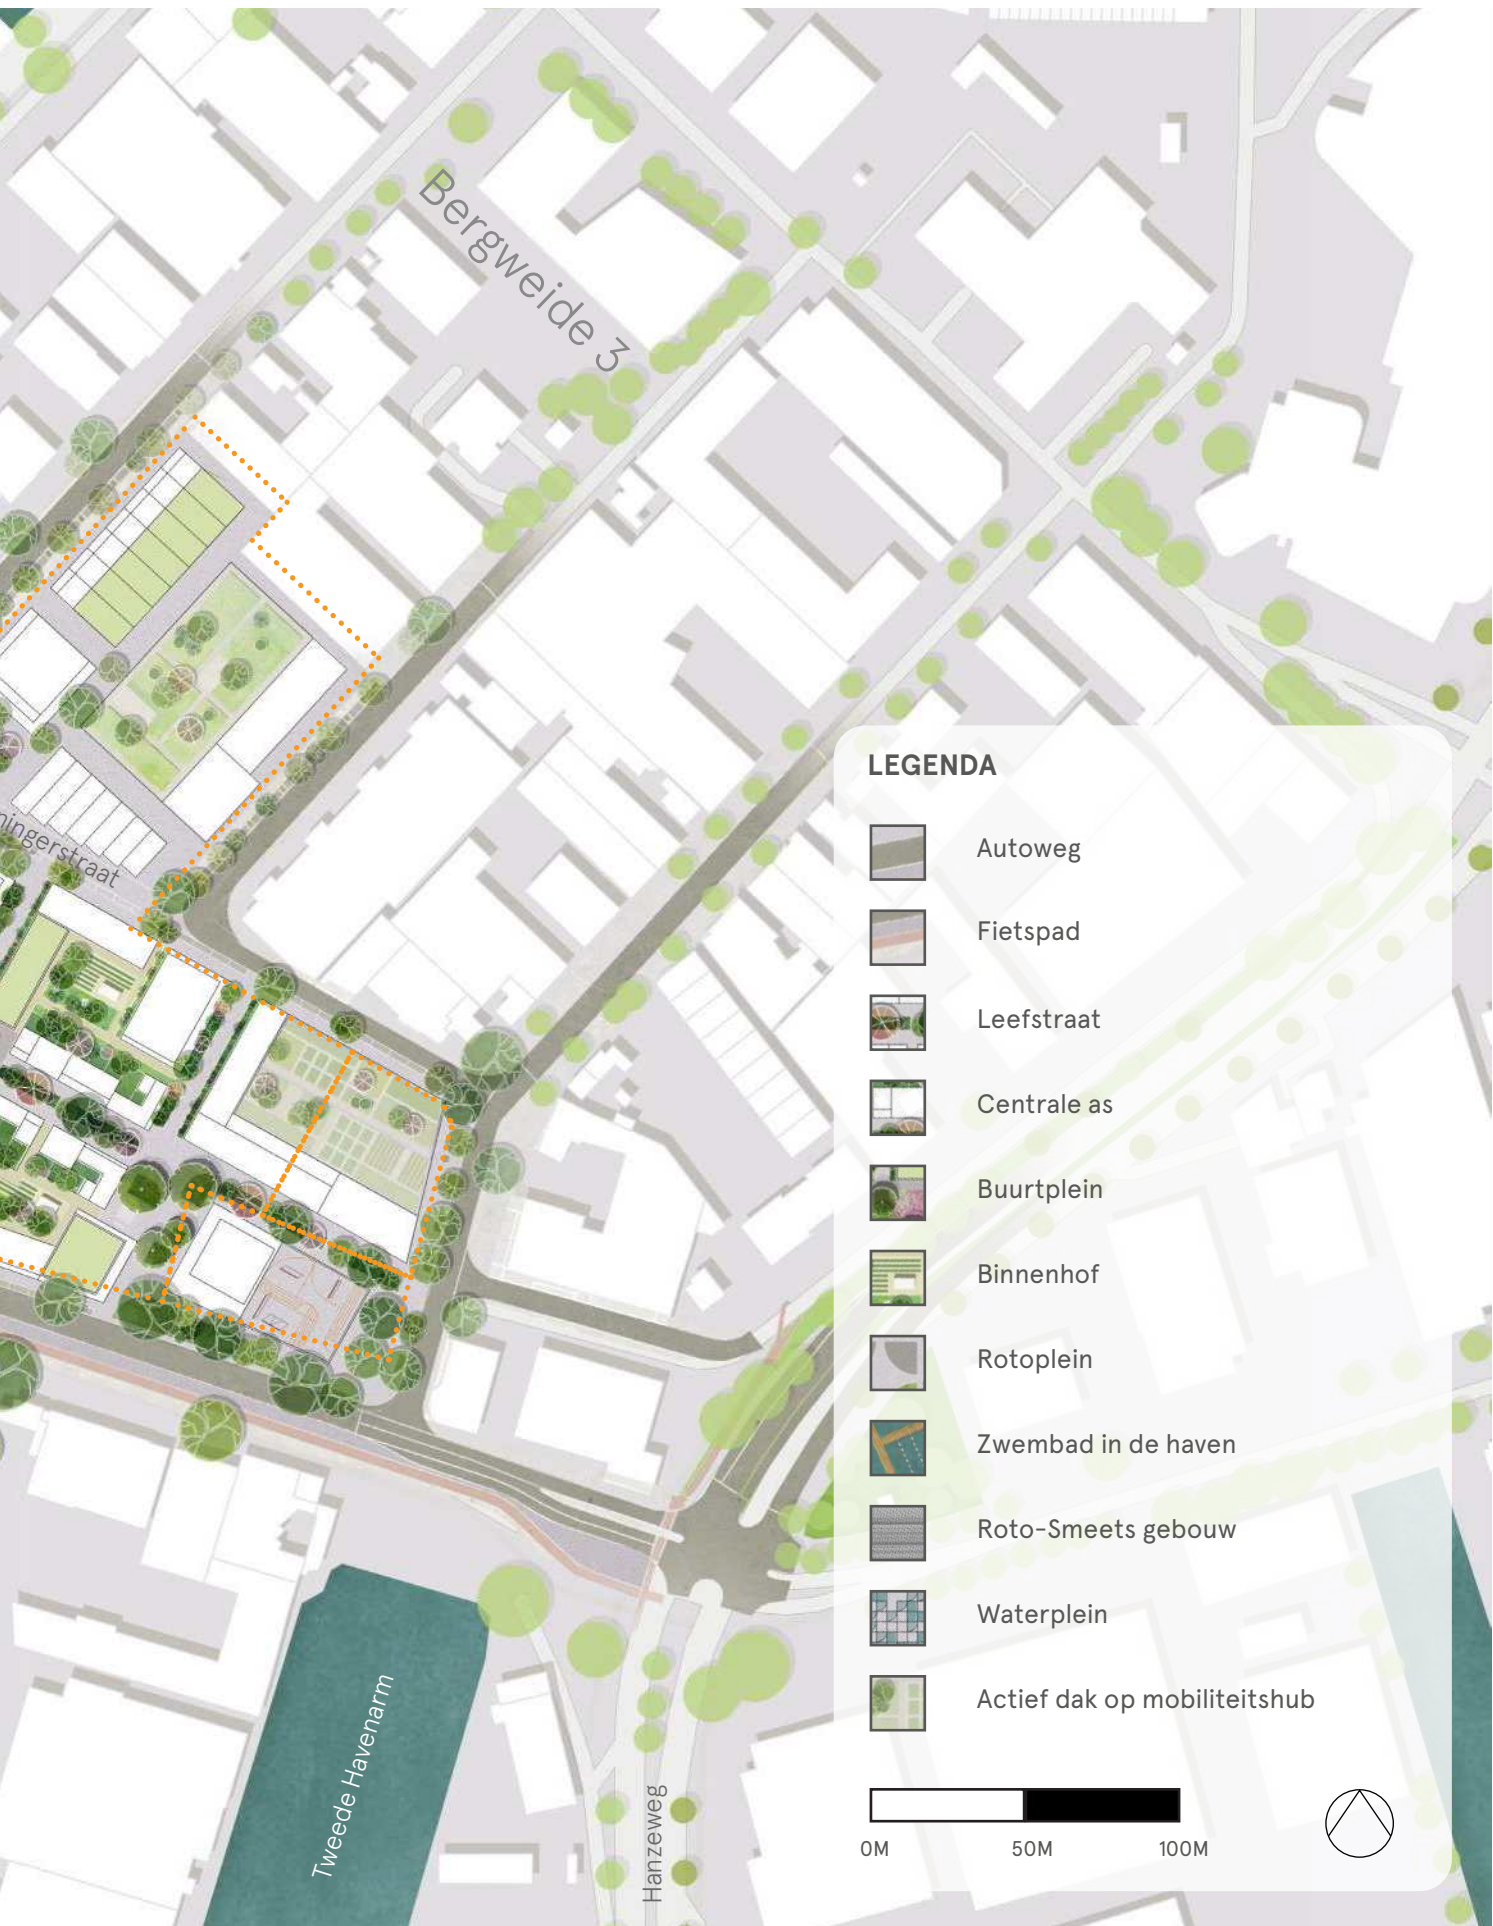 Bergweide 3
ningerstraat
LEGENDA
Autoweg
Fietspad
Leefstraat
Centrale as
Buurtplein
Binnenhof
Rotoplein
Zwembad in de haven
Roto-Smeets gebouw
Waterplein
Actief dak op mobiliteitshub
0M 50M 100M
Tweede Havenarm
Hanzeweg